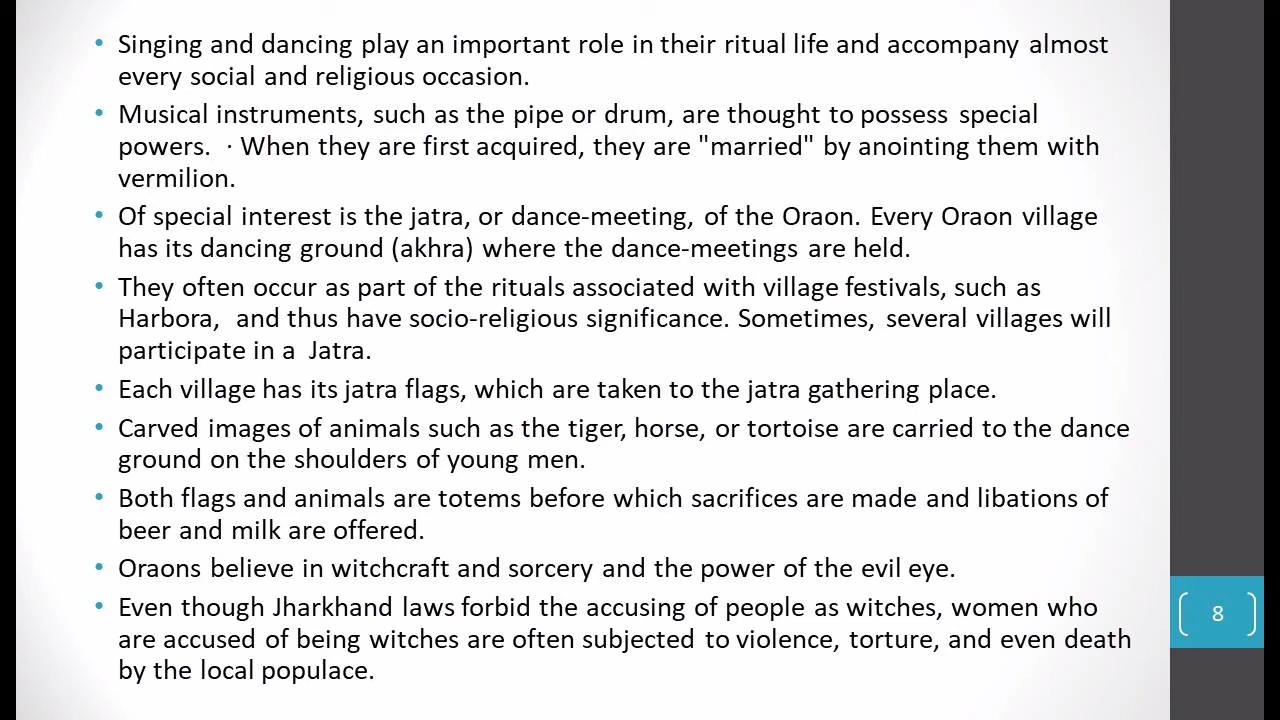 • Singing and dancing play an important role in their ritual life and accompany almost
every social and religious occasion.
• Musical instruments, such as the pipe or drum, are thought to possess special
powers.  · When they are first acquired, they are "married" by anointing them with
vermilion.
• Of special interest is the jatra, or dance-meeting, of the Oraon. Every Oraon village
has its dancing ground (akhra) where the dance-meetings are held.
• They often occur as part of the rituals associated with village festivals, such as
Harbora,  and thus have socio-religious significance. Sometimes, several villages will
participate in a  Jatra.
• Each village has its jatra flags, which are taken to the jatra gathering place.
• Carved images of animals such as the tiger, horse, or tortoise are carried to the dance
ground on the shoulders of young men.
• Both flags and animals are totems before which sacrifices are made and libations of
beer and milk are offered.
• Oraons believe in witchcraft and sorcery and the power of the evil eye.
• Even though Jharkhand laws forbid the accusing of people as witches, women who
are accused of being witches are often subjected to violence, torture, and even death
by the local populace.
8